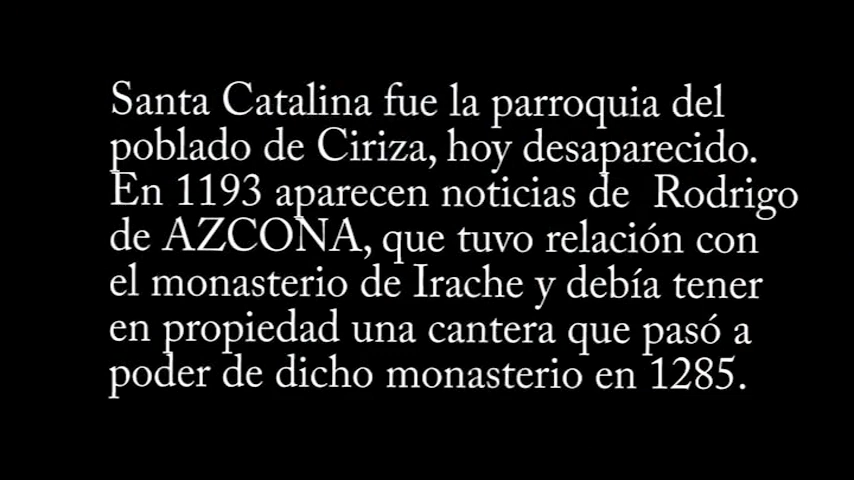 Santa Catalina fue la parroquia del
poblado de Ciriza, hoy desaparecido.
En 1193 aparecen noticias de  Rodrigo
de AZCONA, que tuvo relación con
el monasterio de Irache y debía tener
en propiedad una cantera que pasó a
poder de dicho monasterio en 1285.